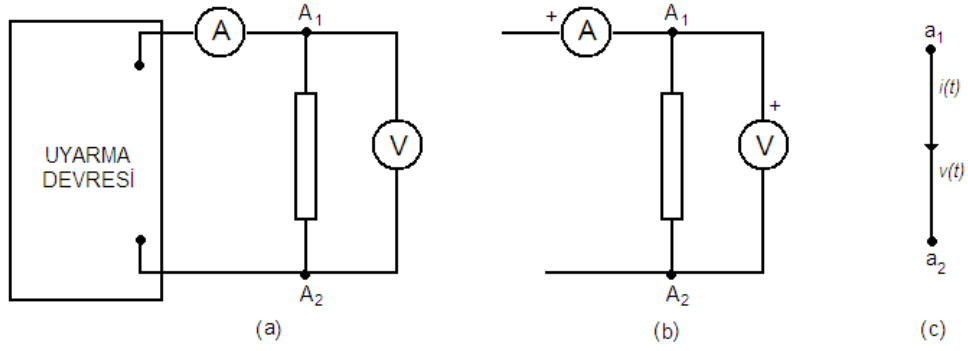 UYARMA
DEVRESİ
A
A₁
V
A₂
(a)
+
A
A₁
+
V
A₂
(b)
a₁
i(t)
v(t)
a₂
(c)